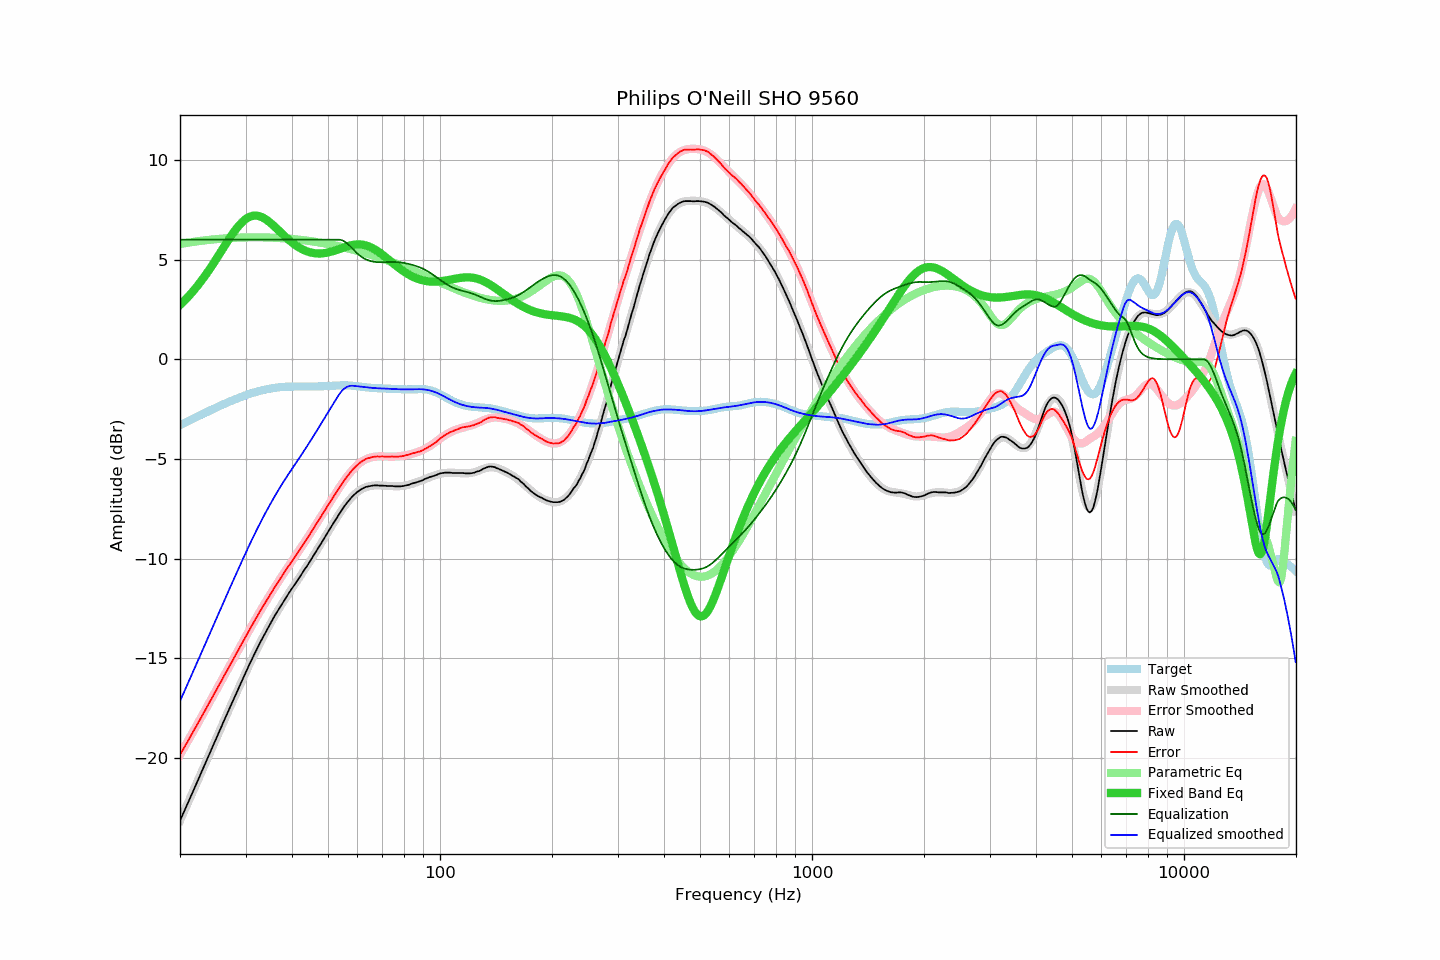 Philips O'Neill SHO 9560
10
5
0
−5
−10
−15
−20
Amplitude (dBr)
100
1000
10000
Frequency (Hz)
Target
Raw Smoothed
Error Smoothed
Raw
Error
Parametric Eq
Fixed Band Eq
Equalization
Equalized smoothed